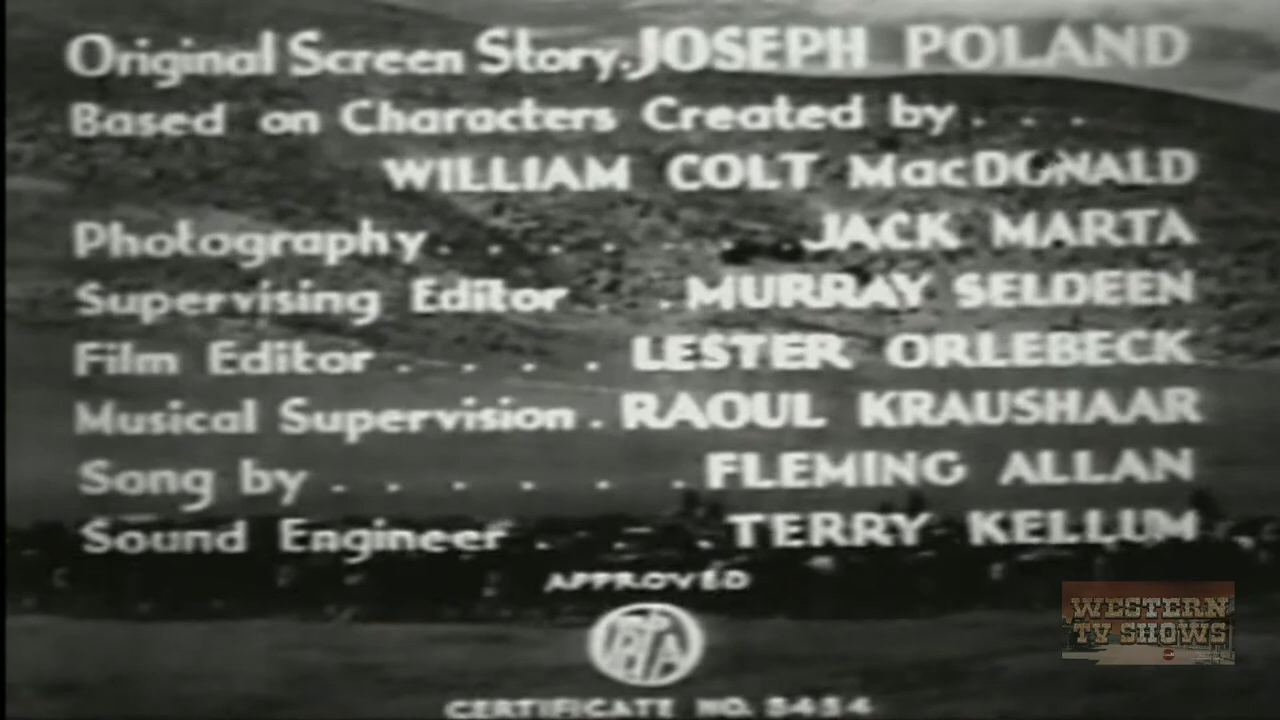 Original Screen Story. JOSEPH POLAND
Based on Characters Created by . . .
WILLIAM COLT MacDONALD
Photography . . . . . . . JACK MARTA
Supervising Editor . . MURRAY SELDEEN
Film Editor . . . . LESTER ORLEBECK
Musical Supervision . RAOUL KRAUSHAAR
Song by . . . . . . . FLEMING ALLAN
Sound Engineer . . . . TERRY KELLUM
APPROVED
CERTIFICATE NO.
WESTERN
TV SHOWS